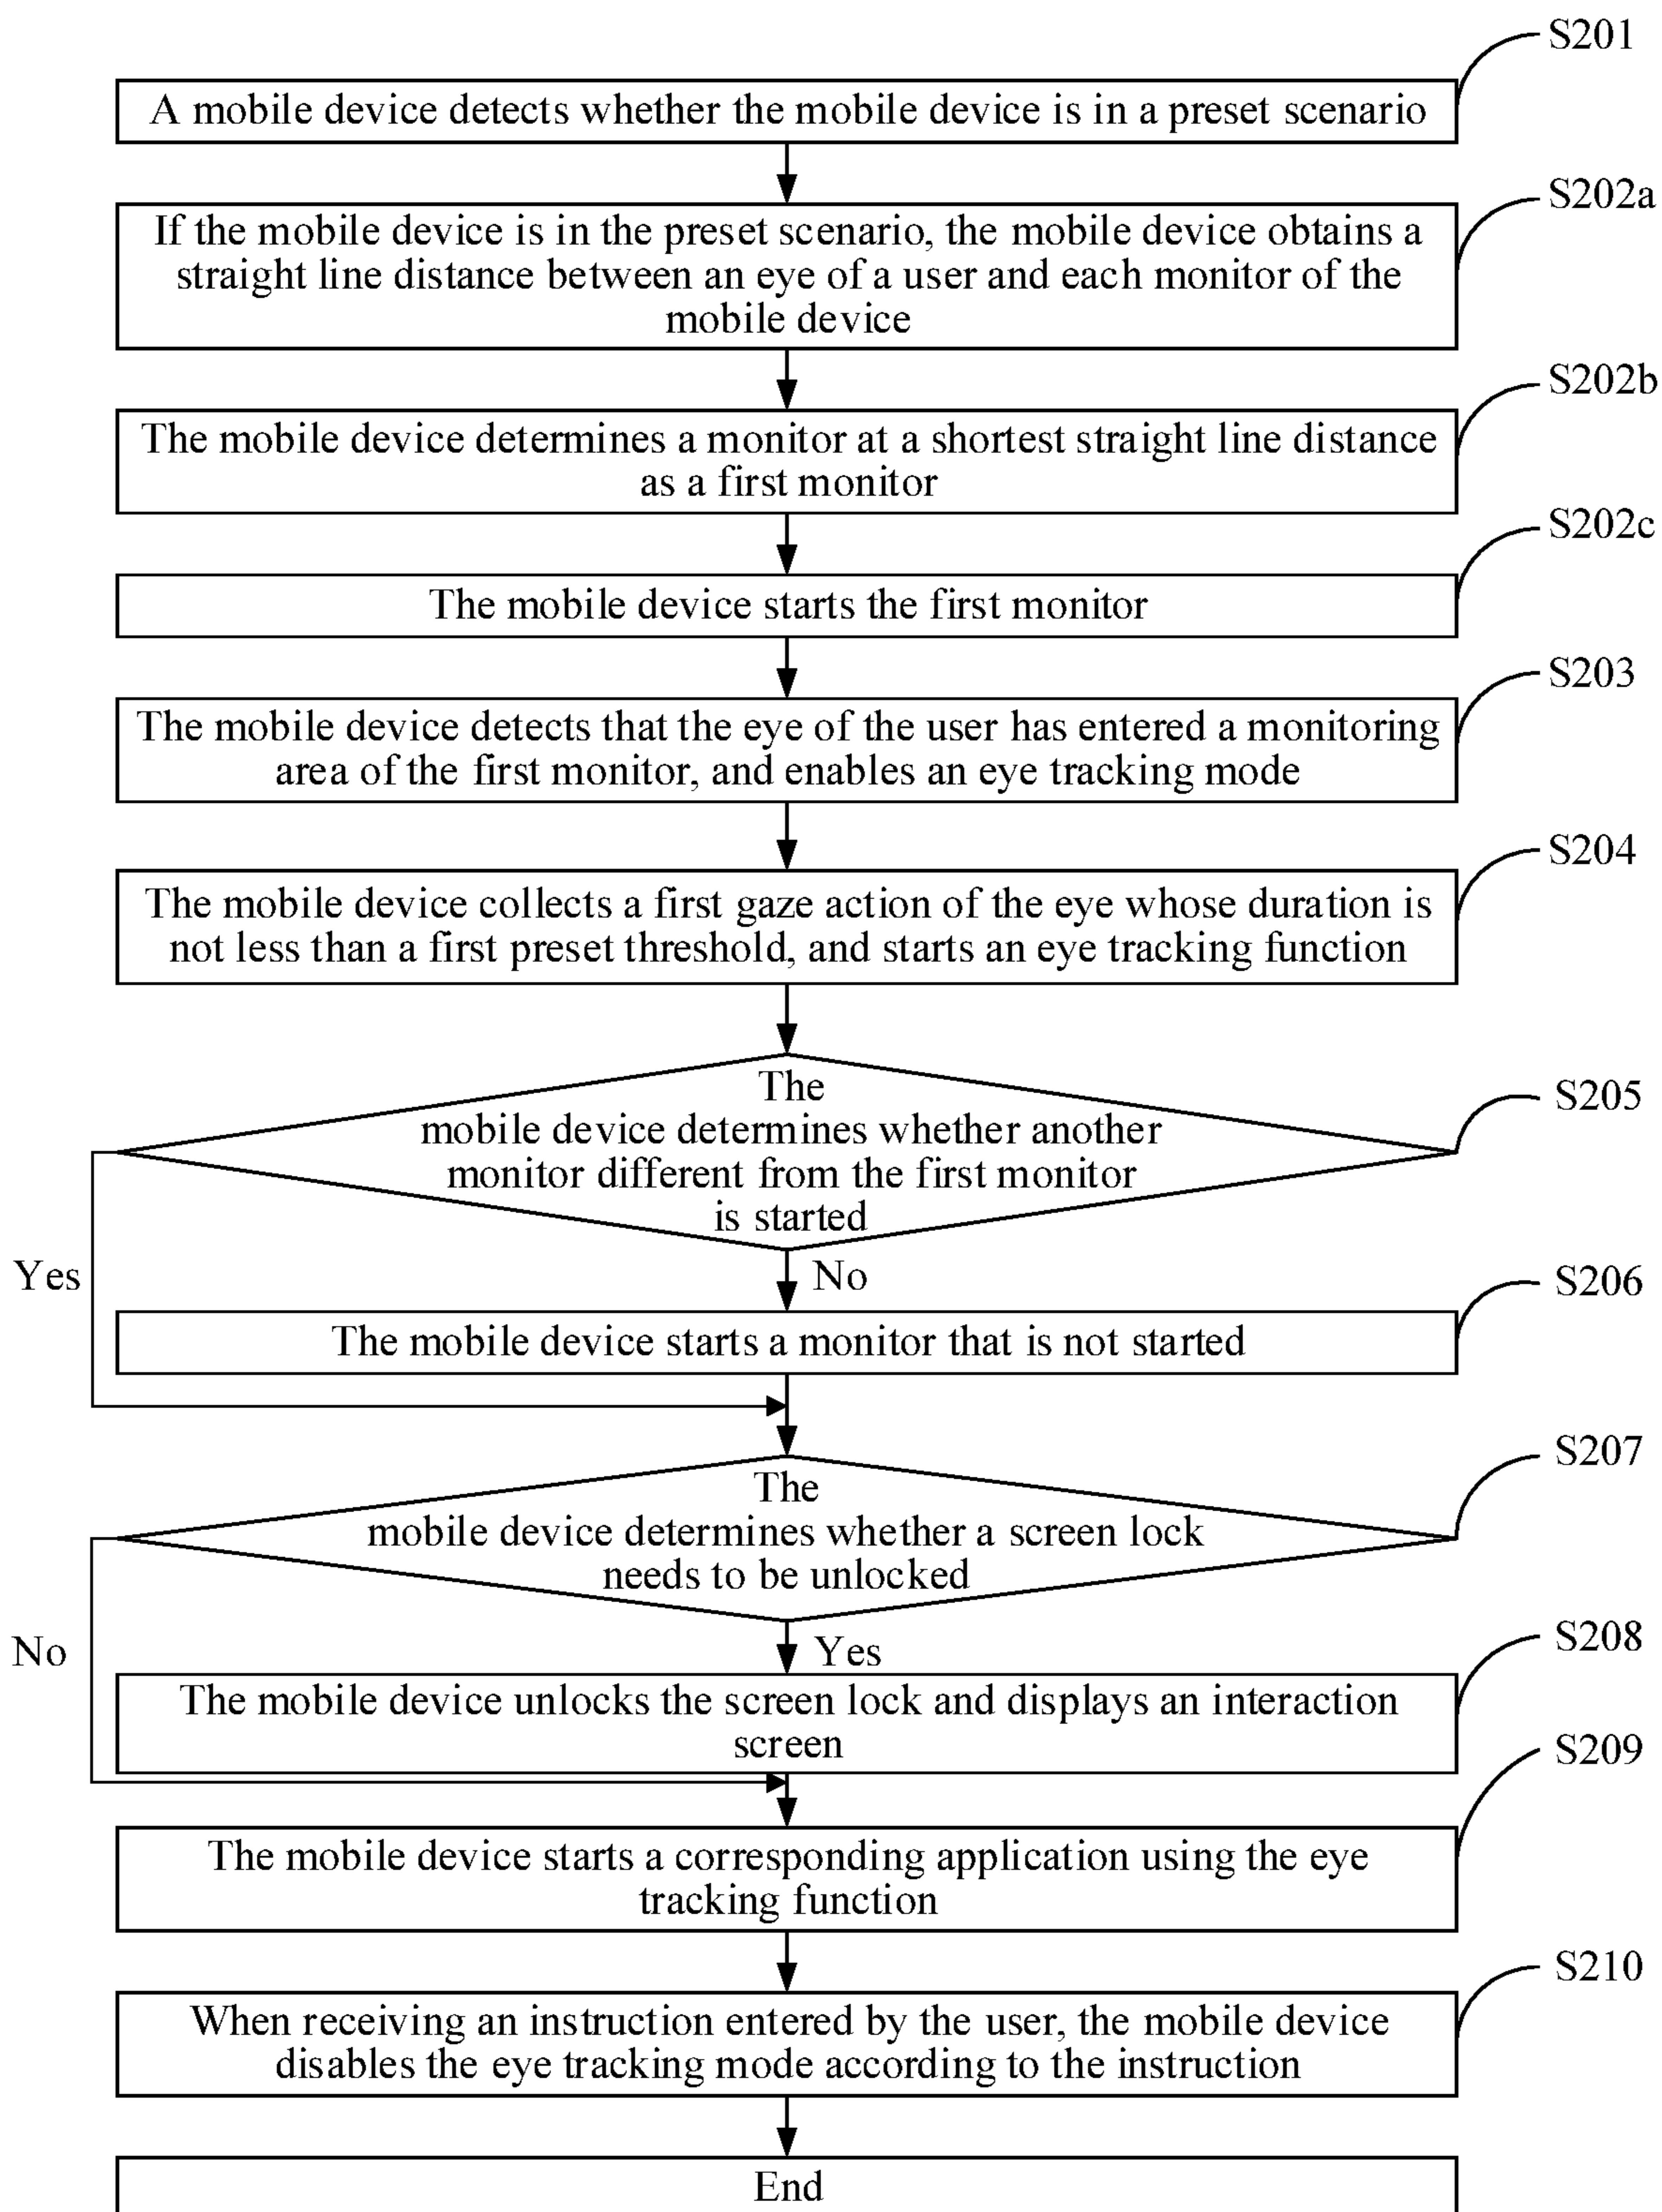 S201
A mobile device detects whether the mobile device is in a preset scenario
S202a
If the mobile device is in the preset scenario, the mobile device obtains a
straight line distance between an eye of a user and each monitor of the
mobile device
S202b
The mobile device determines a monitor at a shortest straight line distance
as a first monitor
S202c
The mobile device starts the first monitor
S203
The mobile device detects that the eye of the user has entered a monitoring
area of the first monitor, and enables an eye tracking mode
S204
The mobile device collects a first gaze action of the eye whose duration is
not less than a first preset threshold, and starts an eye tracking function
S205
The
mobile device determines whether another
monitor different from the first monitor
is started
Yes
No
S206
The mobile device starts a monitor that is not started
S207
The
mobile device determines whether a screen lock
needs to be unlocked
No
Yes
S208
The mobile device unlocks the screen lock and displays an interaction
screen
S209
The mobile device starts a corresponding application using the eye
tracking function
S210
When receiving an instruction entered by the user, the mobile device
disables the eye tracking mode according to the instruction
End